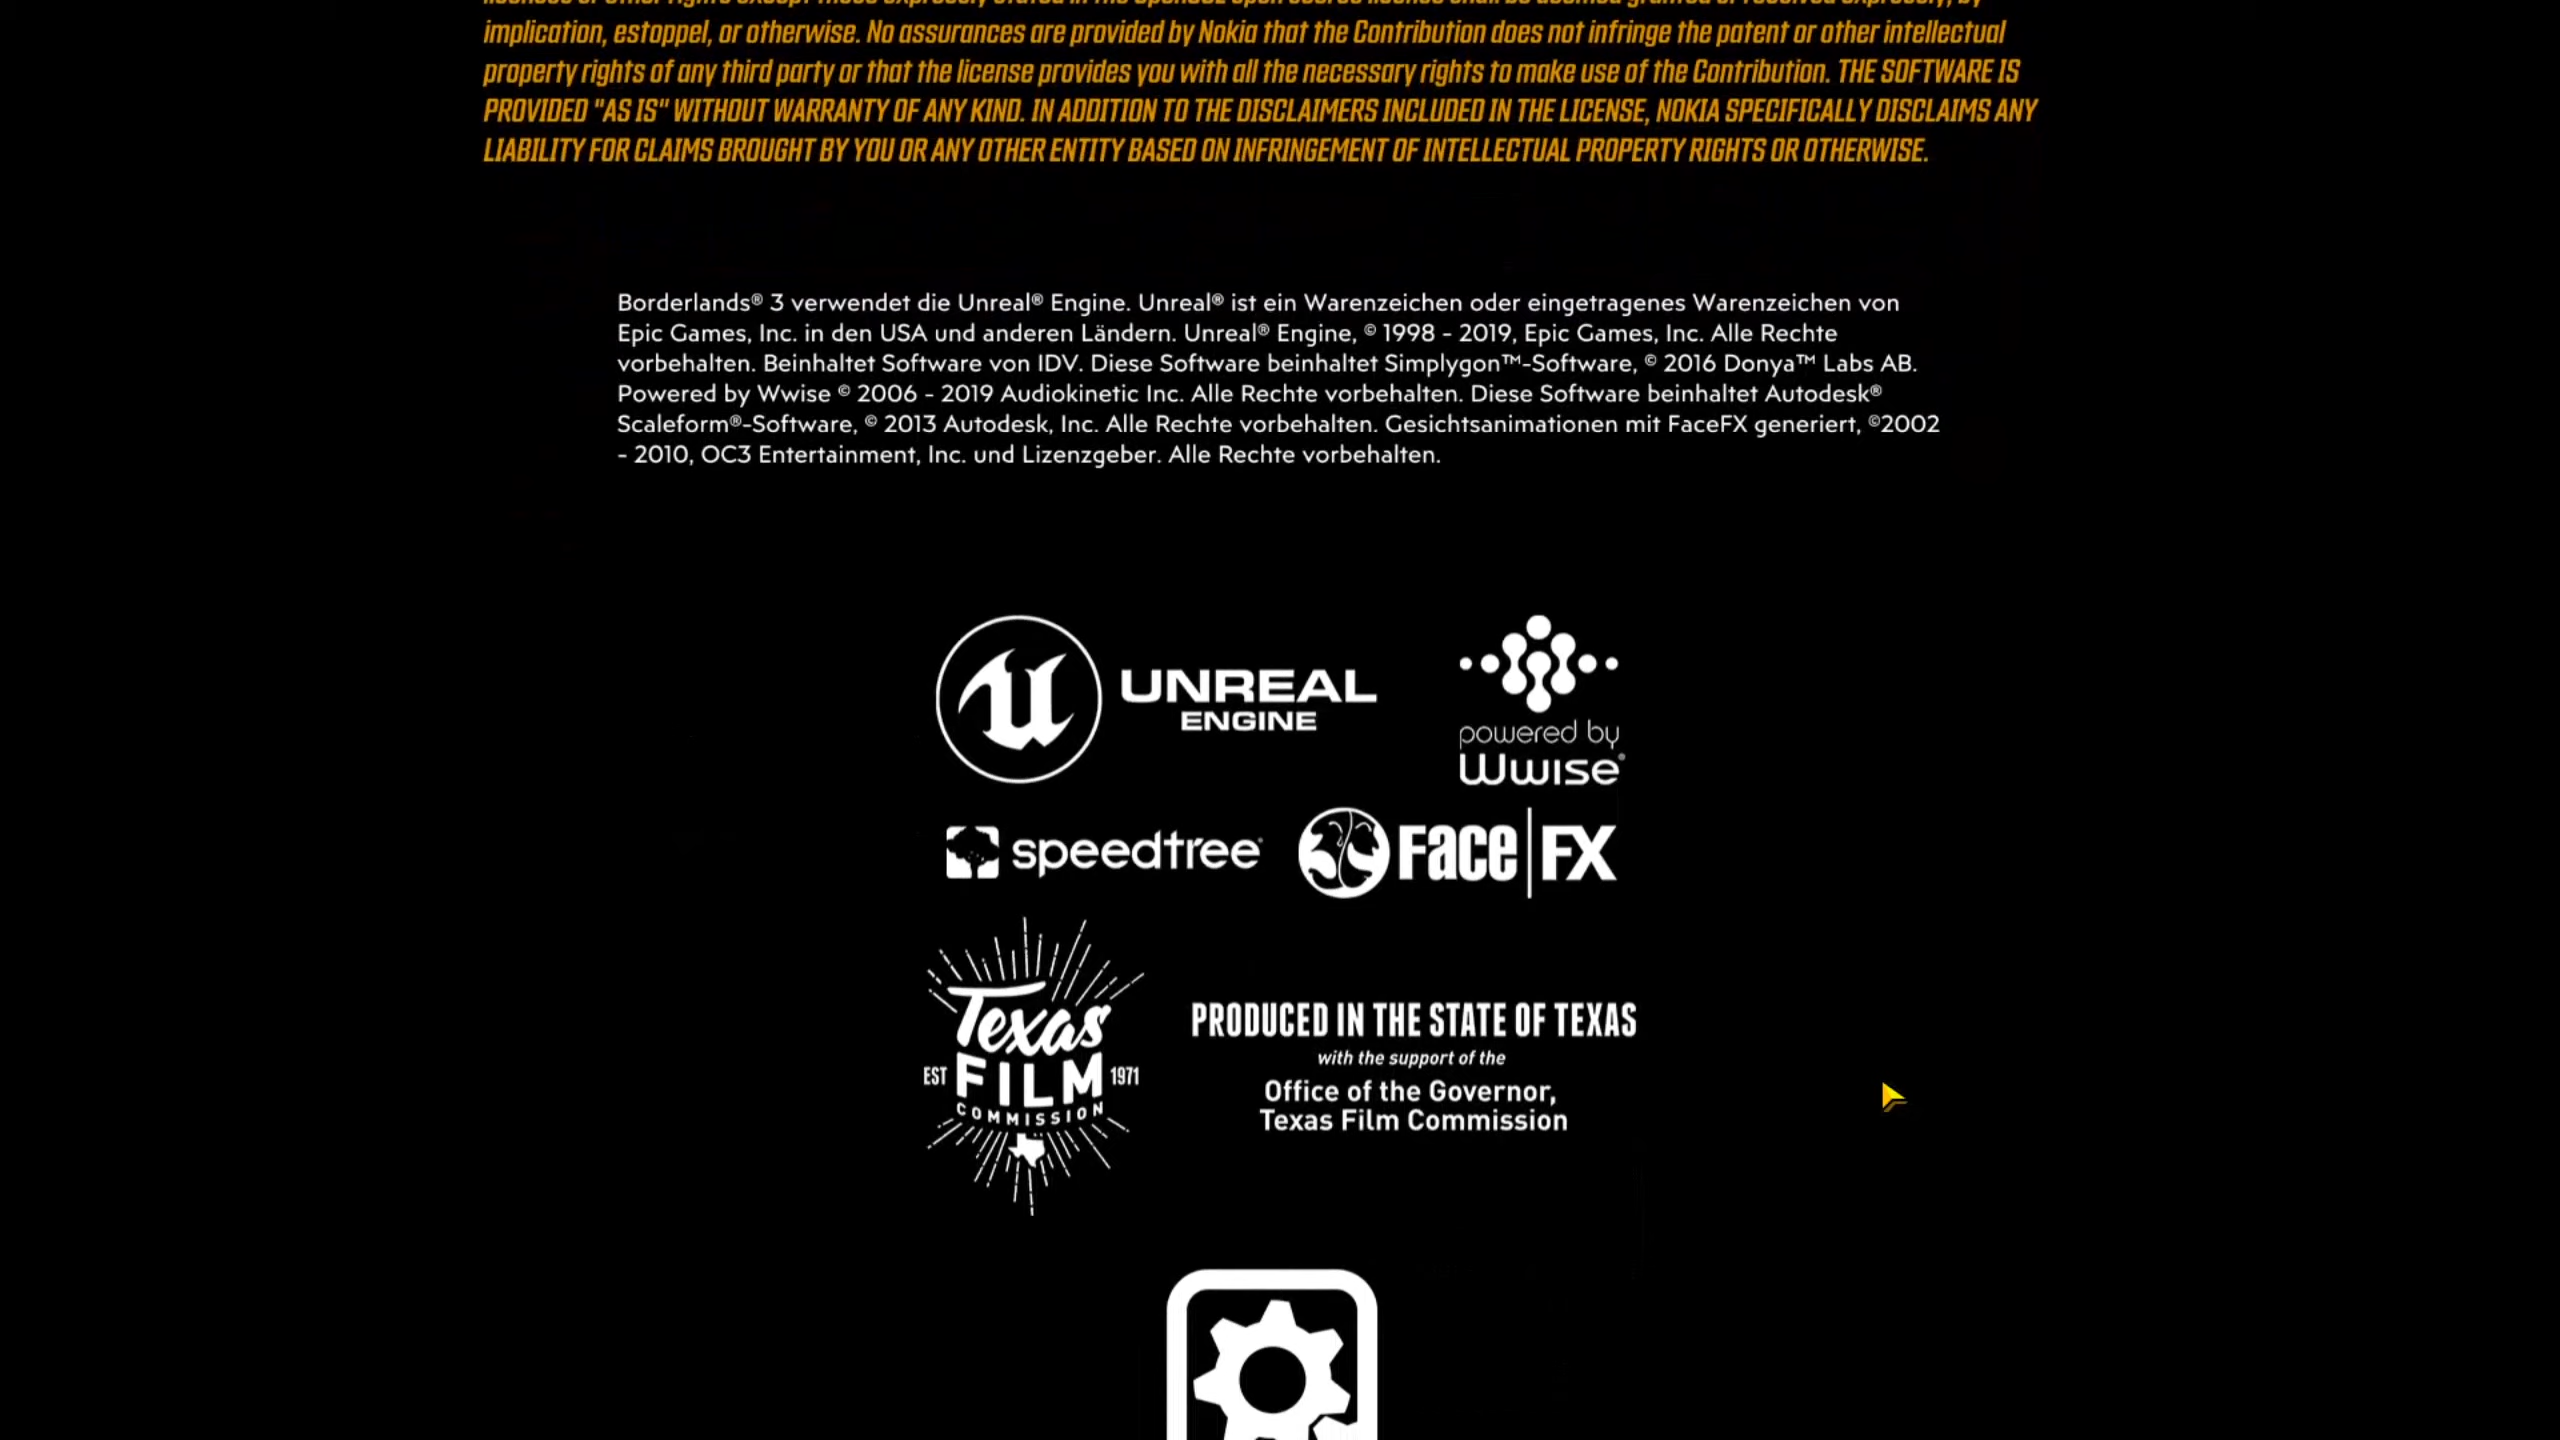 implication, estoppel, or otherwise. No assurances are provided by Nokia that the Contribution does not infringe the patent or other intellectual
property rights of any third party or that the license provides you with all the necessary rights to make use of the Contribution. THE SOFTWARE IS
PROVIDED "AS IS" WITHOUT WARRANTY OF ANY KIND. IN ADDITION TO THE DISCLAIMERS INCLUDED IN THE LICENSE, NOKIA SPECIFICALLY DISCLAIMS ANY
LIABILITY FOR CLAIMS BROUGHT BY YOU OR ANY OTHER ENTITY BASED ON INFRINGEMENT OF INTELLECTUAL PROPERTY RIGHTS OR OTHERWISE.
Borderlands® 3 verwendet die Unreal® Engine. Unreal® ist ein Warenzeichen oder eingetragenes Warenzeichen von
Epic Games, Inc. in den USA und anderen Ländern. Unreal® Engine, © 1998 - 2019, Epic Games, Inc. Alle Rechte
vorbehalten. Beinhaltet Software von IDV. Diese Software beinhaltet Simplygon™-Software, © 2016 Donya™ Labs AB.
Powered by Wwise © 2006 - 2019 Audiokinetic Inc. Alle Rechte vorbehalten. Diese Software beinhaltet Autodesk®
Scaleform®-Software, © 2013 Autodesk, Inc. Alle Rechte vorbehalten. Gesichtsanimationen mit FaceFX generiert, ©2002
- 2010, OC3 Entertainment, Inc. und Lizenzgeber. Alle Rechte vorbehalten.
UNREAL
ENGINE
powered by
Wwise®
speedtree®
Face|FX
Texas
EST FILM 1971
COMMISSION
PRODUCED IN THE STATE OF TEXAS
with the support of the
Office of the Governor,
Texas Film Commission